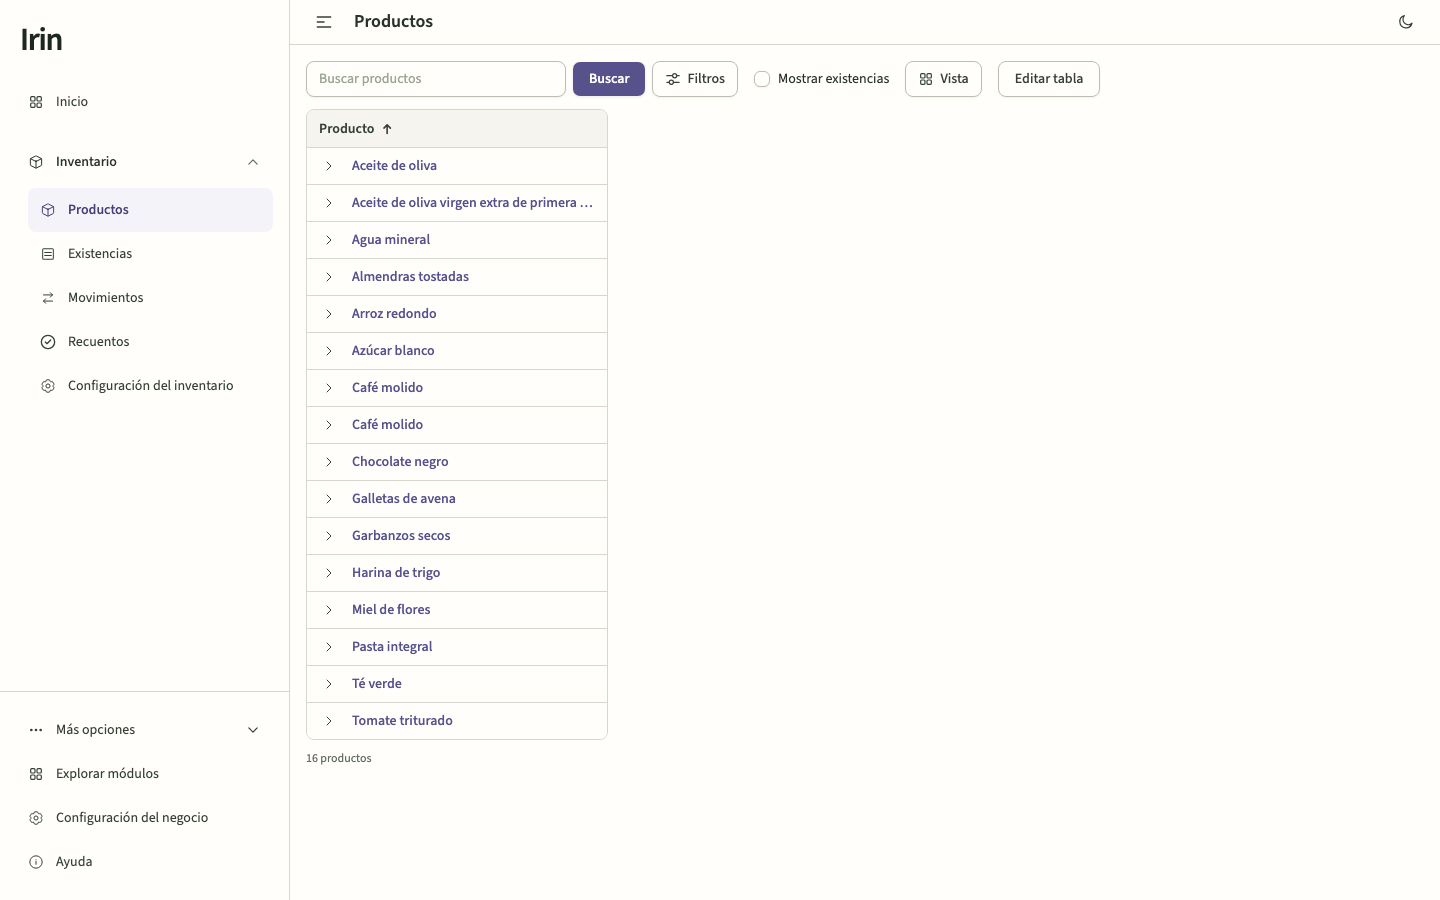 Irin
Inicio
Inventario
Productos
Existencias
Movimientos
Recuentos
Configuración del inventario
Más opciones
Explorar módulos
Configuración del negocio
Ayuda
Productos
Buscar productos
Buscar
Filtros
Mostrar existencias
Vista
Editar tabla
Producto
Aceite de oliva
Aceite de oliva virgen extra de primera ...
Agua mineral
Almendras tostadas
Arroz redondo
Azúcar blanco
Café molido
Café molido
Chocolate negro
Galletas de avena
Garbanzos secos
Harina de trigo
Miel de flores
Pasta integral
Té verde
Tomate triturado
16 productos